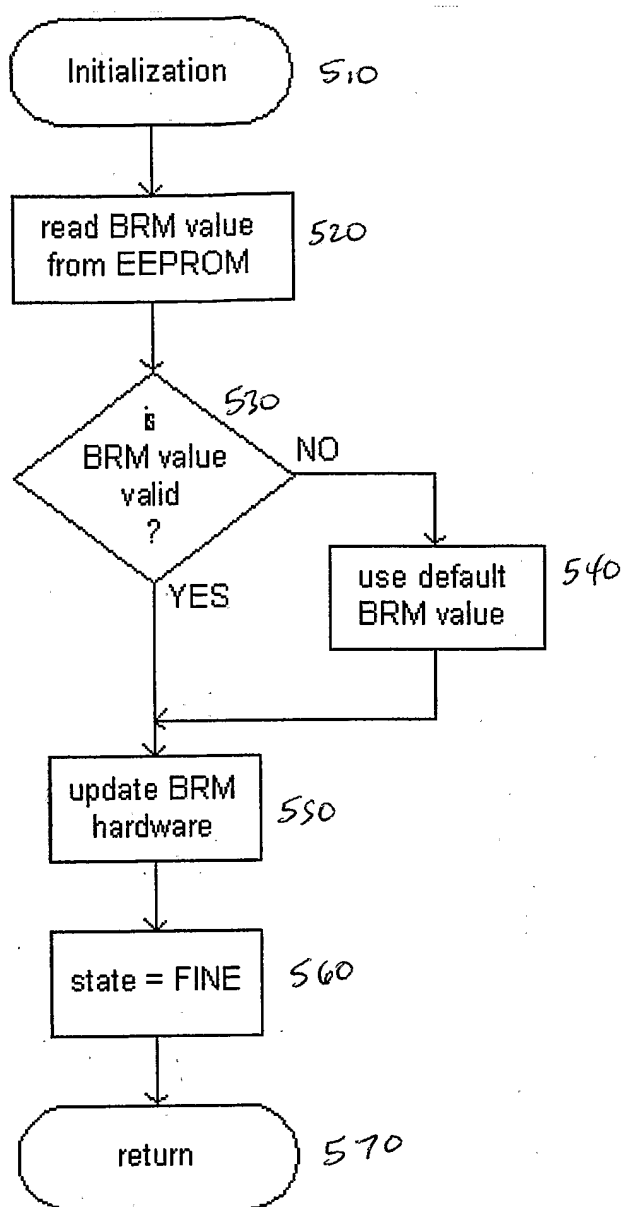 Initialization 510
read BRM value 520
from EEPROM
530
is
BRM value
valid
?
NO
YES
use default 540
BRM value
update BRM 550
hardware
state = FINE 560
return 570